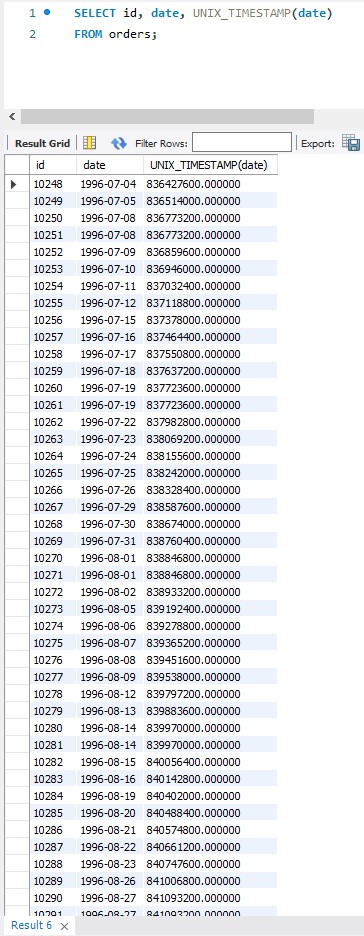 1 SELECT id, date, UNIX_TIMESTAMP(date)
2 FROM orders;
Result Grid Filter Rows: Export:
id date UNIX_TIMESTAMP(date)
10248 1996-07-04 836427600.000000
10249 1996-07-05 836514000.000000
10250 1996-07-08 836773200.000000
10251 1996-07-08 836773200.000000
10252 1996-07-09 836859600.000000
10253 1996-07-10 836946000.000000
10254 1996-07-11 837032400.000000
10255 1996-07-12 837118800.000000
10256 1996-07-15 837378000.000000
10257 1996-07-16 837464400.000000
10258 1996-07-17 837550800.000000
10259 1996-07-18 837637200.000000
10260 1996-07-19 837723600.000000
10261 1996-07-19 837723600.000000
10262 1996-07-22 837982800.000000
10263 1996-07-23 838069200.000000
10264 1996-07-24 838155600.000000
10265 1996-07-25 838242000.000000
10266 1996-07-26 838328400.000000
10267 1996-07-29 838587600.000000
10268 1996-07-30 838674000.000000
10269 1996-07-31 838760400.000000
10270 1996-08-01 838846800.000000
10271 1996-08-01 838846800.000000
10272 1996-08-02 838933200.000000
10273 1996-08-05 839192400.000000
10274 1996-08-06 839278800.000000
10275 1996-08-07 839365200.000000
10276 1996-08-08 839451600.000000
10277 1996-08-09 839538000.000000
10278 1996-08-12 839797200.000000
10279 1996-08-13 839883600.000000
10280 1996-08-14 839970000.000000
10281 1996-08-14 839970000.000000
10282 1996-08-15 840056400.000000
10283 1996-08-16 840142800.000000
10284 1996-08-19 840402000.000000
10285 1996-08-20 840488400.000000
10286 1996-08-21 840574800.000000
10287 1996-08-22 840661200.000000
10288 1996-08-23 840747600.000000
10289 1996-08-26 841006800.000000
10290 1996-08-27 841093200.000000
10291 1996-08-27 841093200.000000
Result 6